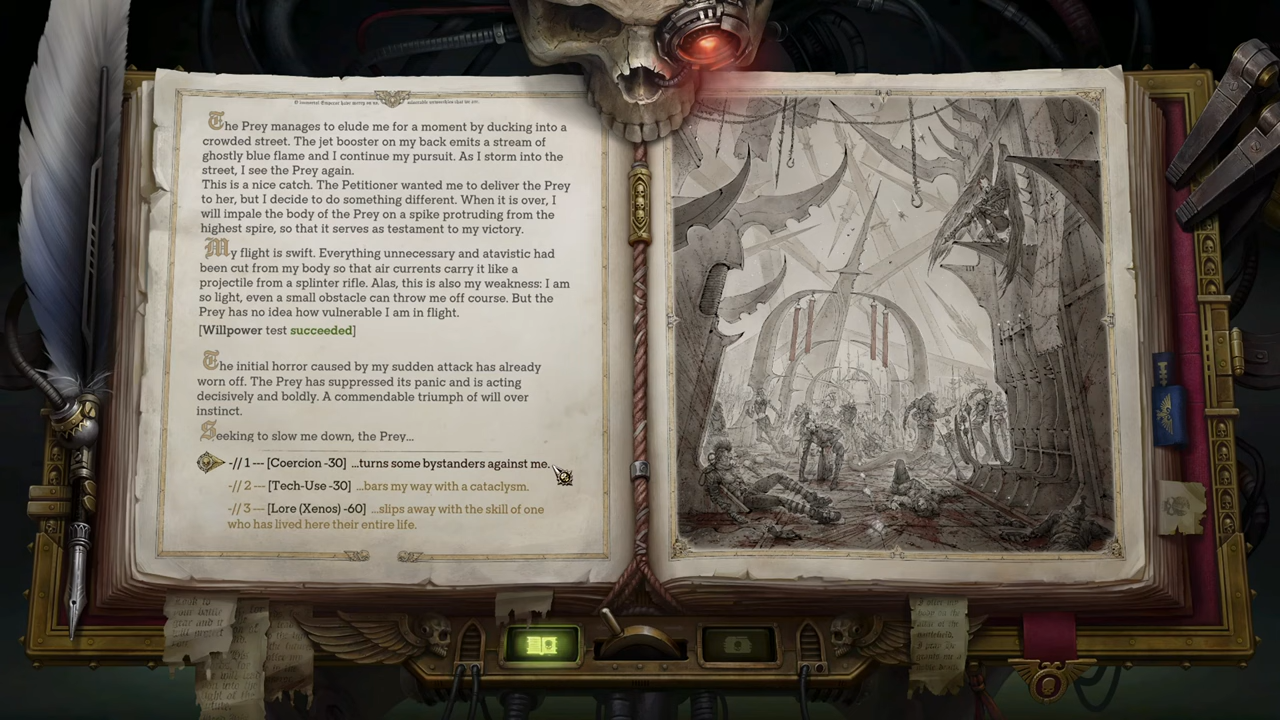 The Prey manages to elude me for a moment by ducking into a
crowded street. The jet booster on my back emits a stream of
ghostly blue flame and I continue my pursuit. As I storm into the
street, I see the Prey again.
This is a nice catch. The Petitioner wanted me to deliver the Prey
to her, but I decide to do something different. When it is over, I
will impale the body of the Prey on a spike protruding from the
highest spire, so that it serves as testament to my victory.
My flight is swift. Everything unnecessary and atavistic had
been cut from my body so that air currents carry it like a
projectile from a splinter rifle. Alas, this is also my weakness: I am
so light, even a small obstacle can throw me off course. But the
Prey has no idea how vulnerable I am in flight.
[Willpower test succeeded]
The initial horror caused by my sudden attack has already
worn off. The Prey has suppressed its panic and is acting
decisively and boldly. A commendable triumph of will over
instinct.
Seeking to slow me down, the Prey...
-// 1 --- [Coercion -30] ...turns some bystanders against me.
-// 2 --- [Tech-Use -30] ...bars my way with a cataclysm.
-// 3 --- [Lore (Xenos) -60] ...slips away with the skill of one
who has lived here their entire life.